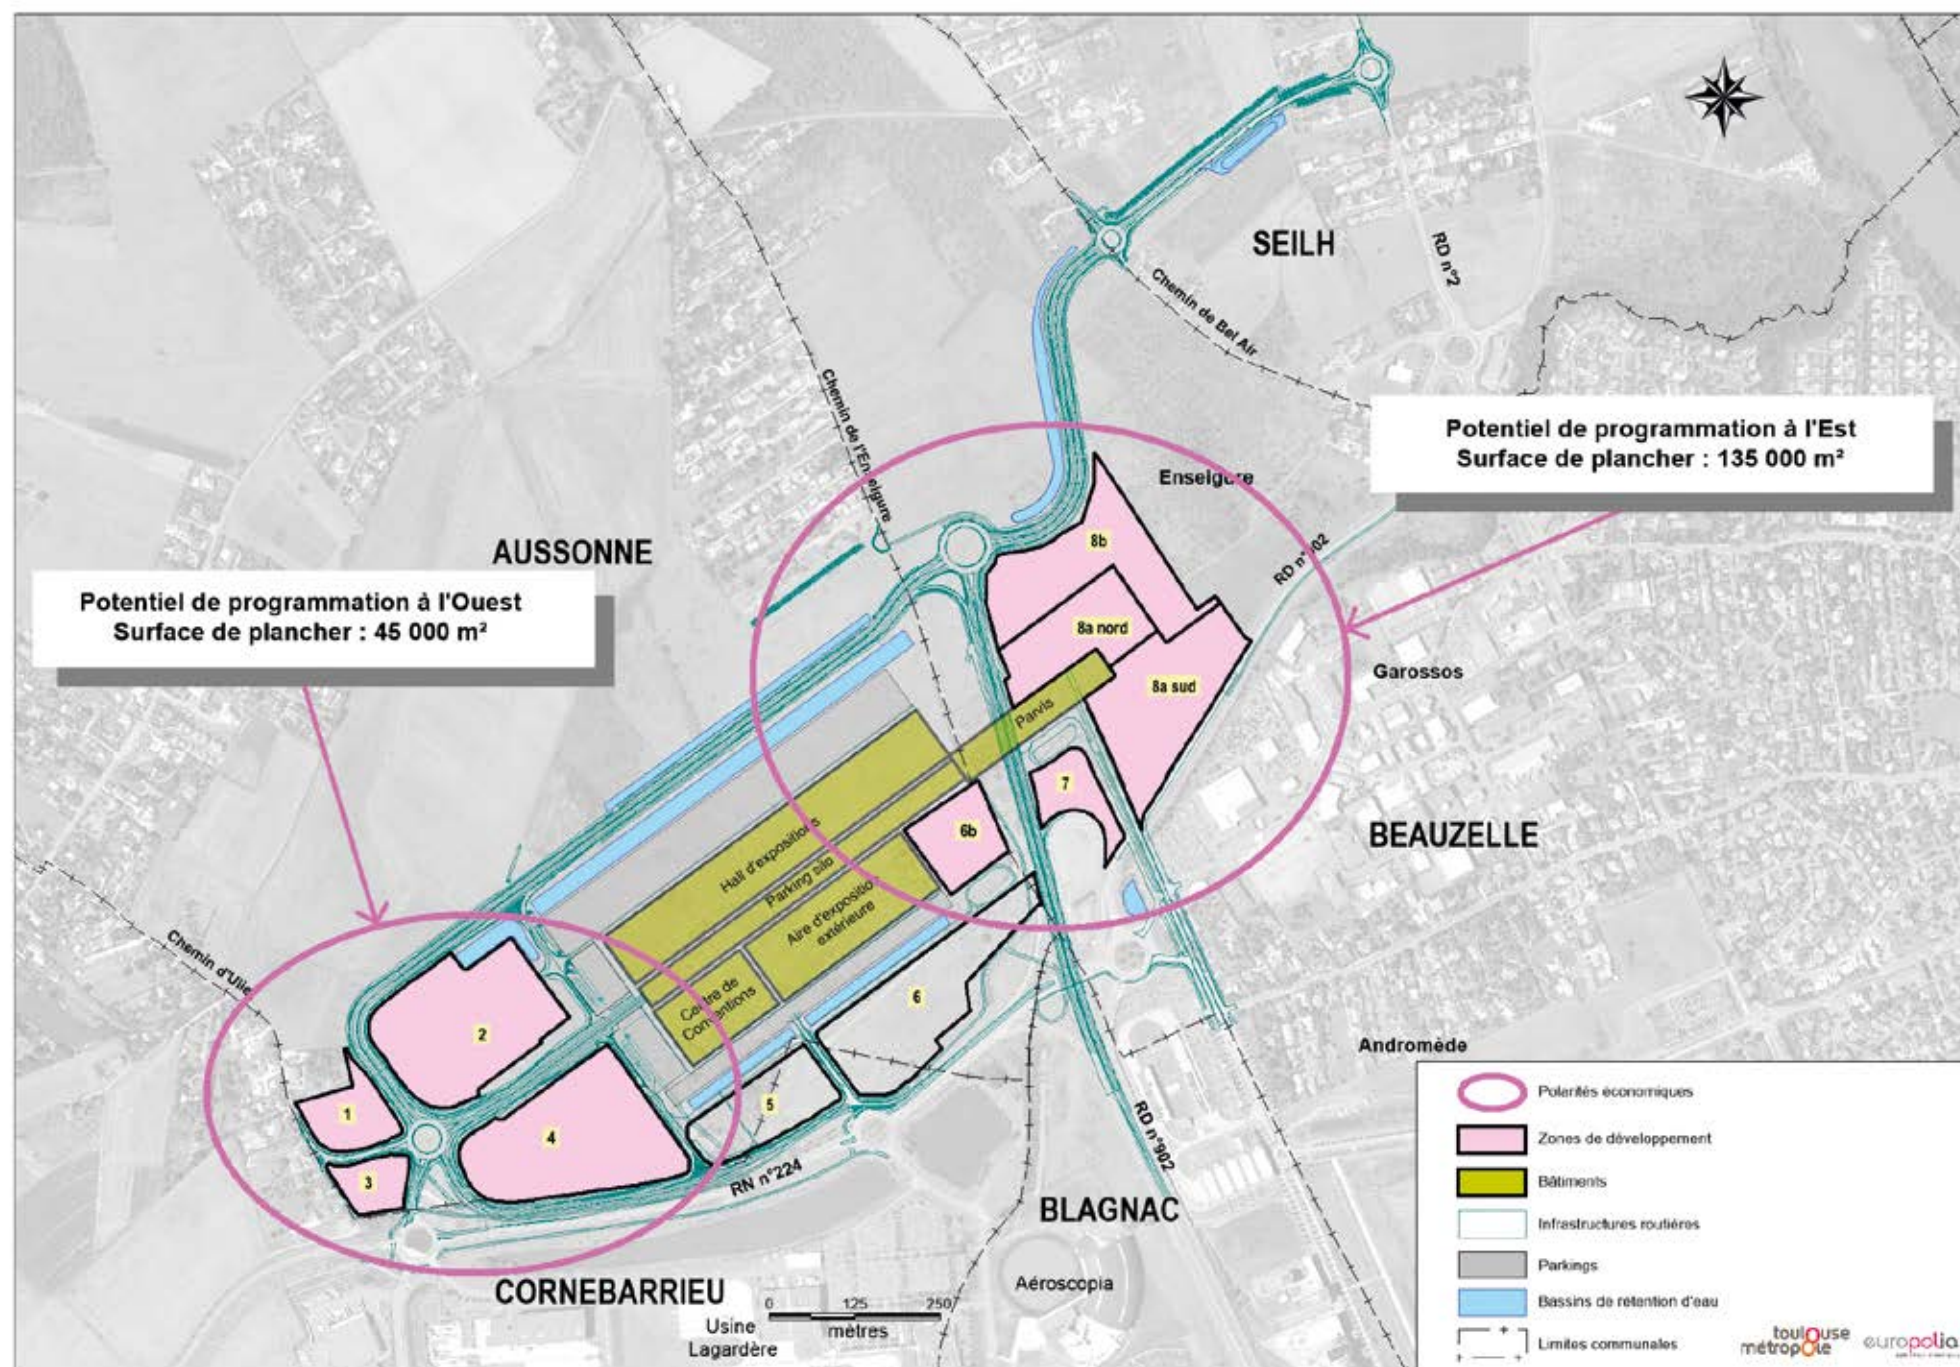 SEILH
RD n°2
Chemin de Bel Air
Chemin de l'Enseigure
Potentiel de programmation à l'Est
Surface de plancher : 135 000 m²
Enseigure
AUSSONNE
8b
RD n°902
Potentiel de programmation à l'Ouest
Surface de plancher : 45 000 m²
8a nord
Garossos
8a sud
Parvis
7
6b
BEAUZELLE
Hall d'expositions
Parking silo
Aire d'exposition
extérieure
Chemin d'Ulie
Centre de
Conventions
6
2
Andromède
5
1
4
3
RD n°902
RN n°224
BLAGNAC
CORNEBARRIEU
Aéroscopia
Usine
Lagardère
0 125 250
mètres
Polarités économiques
Zones de développement
Bâtiments
Infrastructures routières
Parkings
Bassins de rétention d'eau
Limites communales
toulouse
métropole
europolia